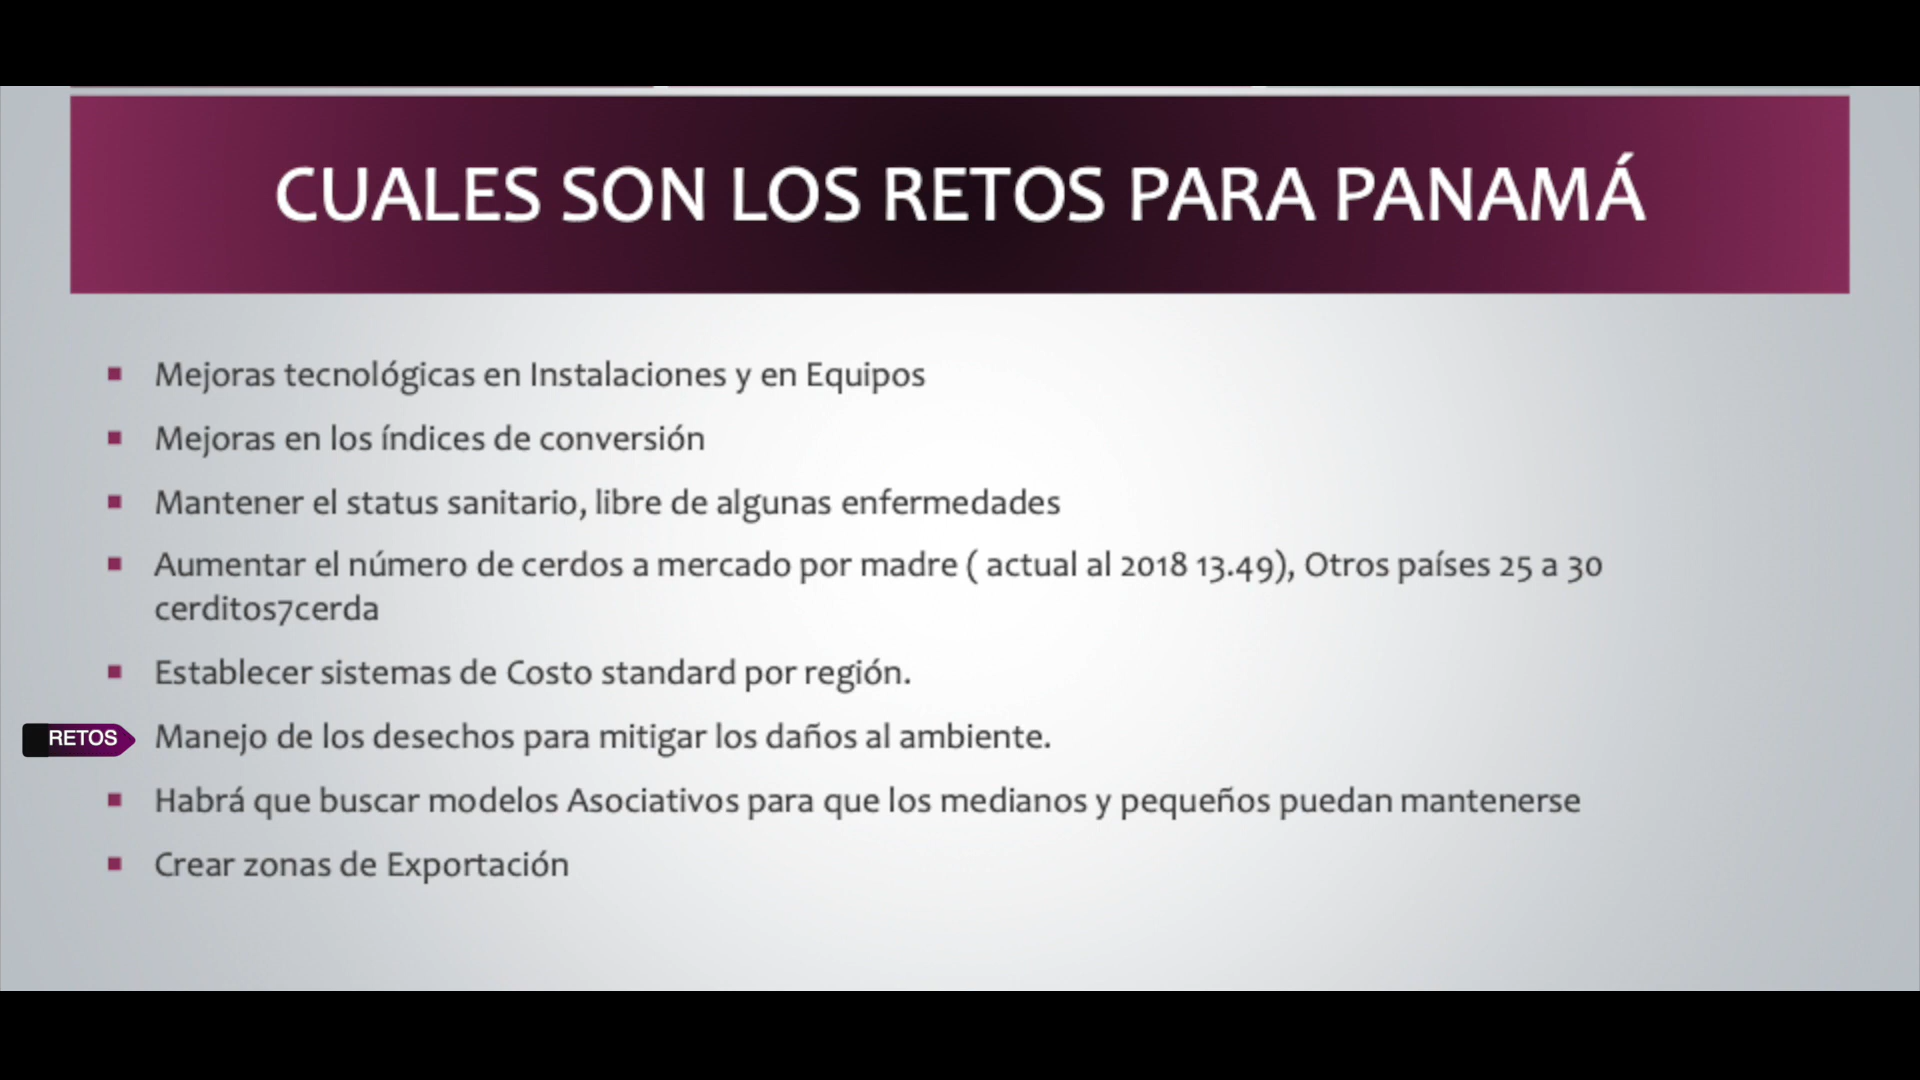 CUALES SON LOS RETOS PARA PANAMÁ
Mejoras tecnológicas en Instalaciones y en Equipos
Mejoras en los índices de conversión
Mantener el status sanitario, libre de algunas enfermedades
Aumentar el número de cerdos a mercado por madre ( actual al 2018 13.49), Otros países 25 a 30
cerditos7cerda
Establecer sistemas de Costo standard por región.
RETOS
Manejo de los desechos para mitigar los daños al ambiente.
Habrá que buscar modelos Asociativos para que los medianos y pequeños puedan mantenerse
Crear zonas de Exportación